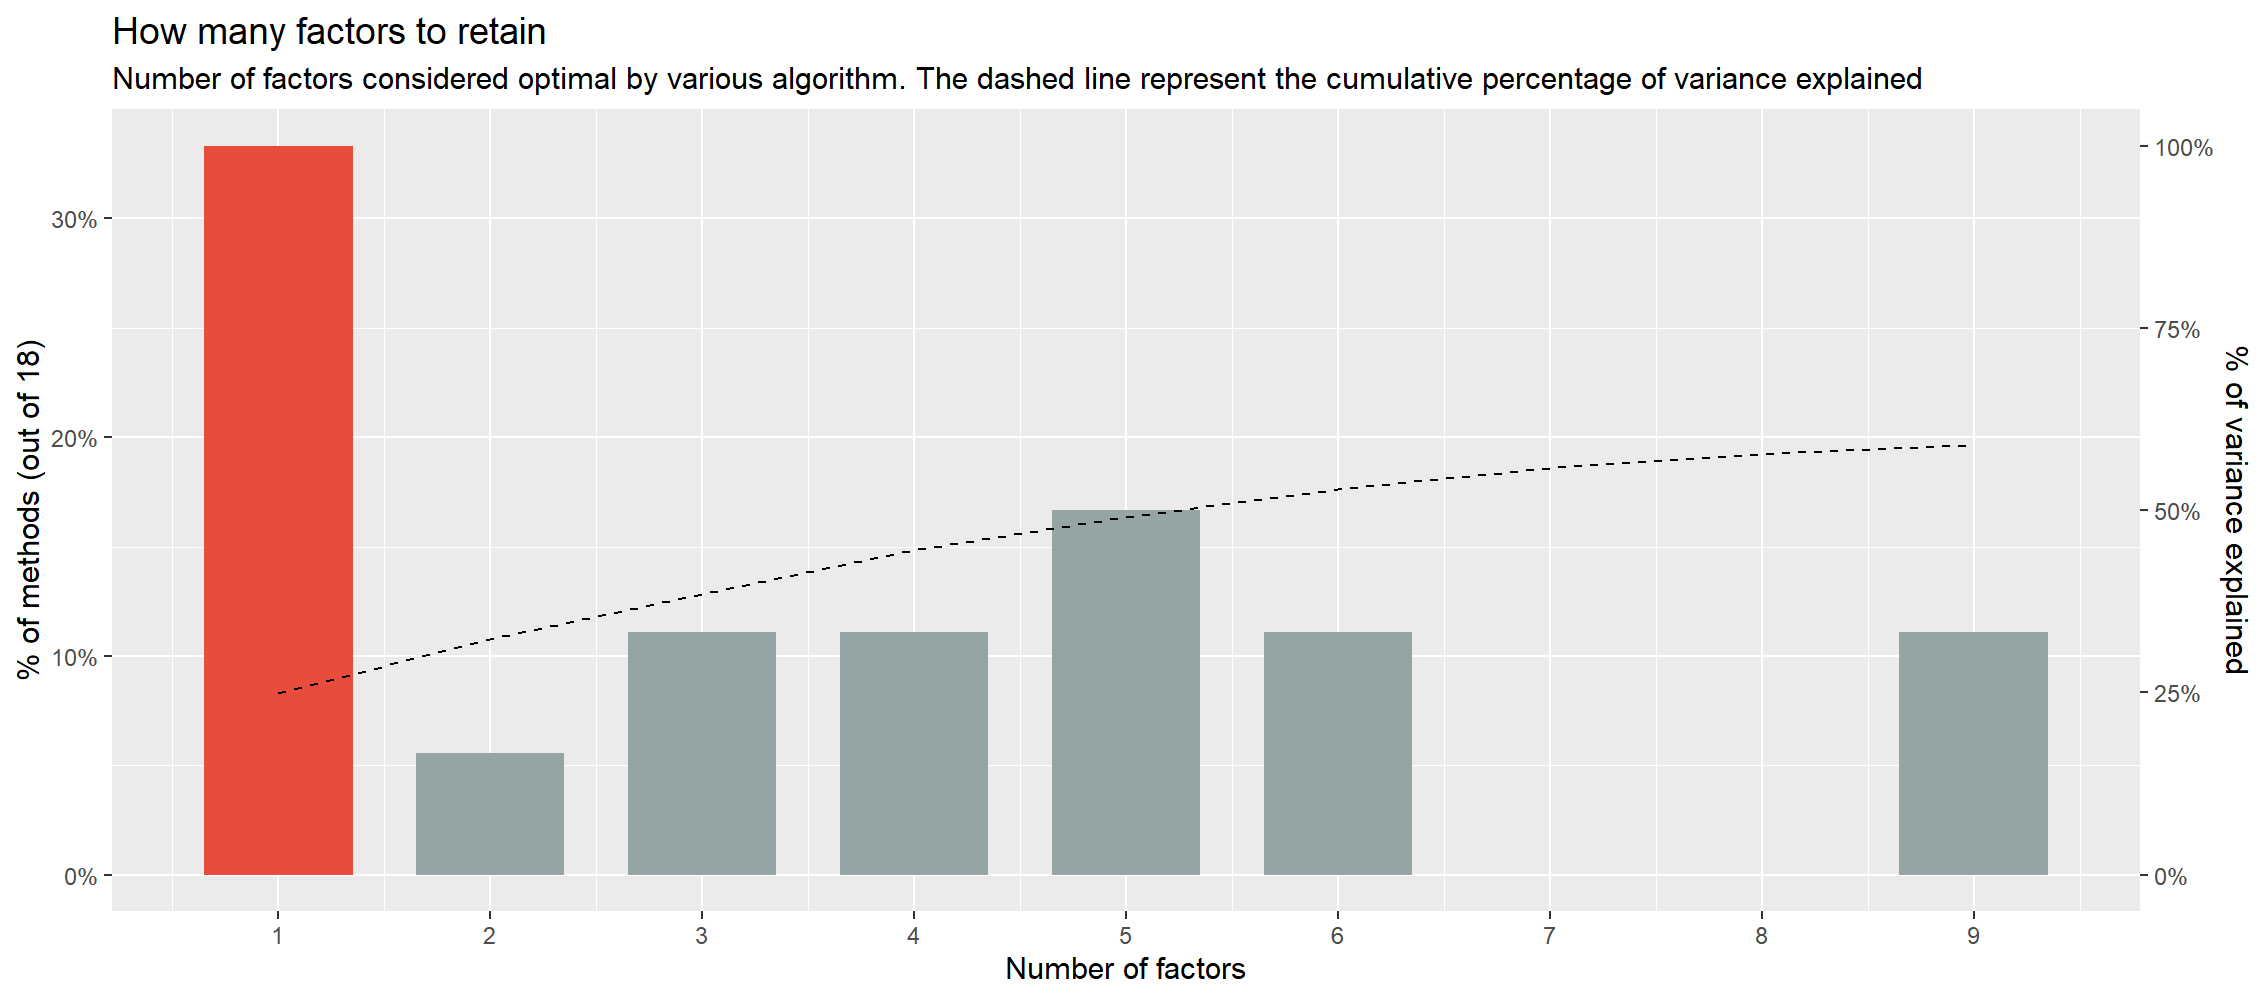 How many factors to retain
Number of factors considered optimal by various algorithm. The dashed line represent the cumulative percentage of variance explained
% of methods (out of 18)
30%
20%
10%
0%
100%
75%
50%
25%
0%
% of variance explained
1 2 3 4 5 6 7 8 9
Number of factors